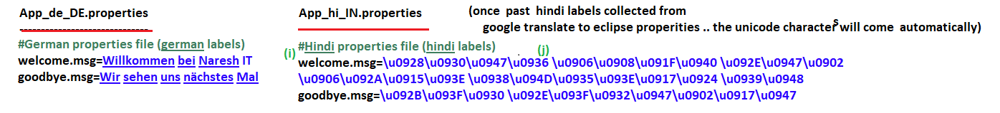 App_de_DE.properties
------------------------------
#German properties file (german labels)
welcome.msg=Willkommen bei Naresh IT
goodbye.msg=Wir sehen uns nächstes Mal
App_hi_IN.properties
(once past hindi labels collected from
google translate to eclipse properities .. the unicode characters will come automatically)
(i)
#Hindi properties file (hindi labels)
(j)
welcome.msg=\u0928\u0930\u0947\u0936 \u0906\u0908\u091F\u0940 \u092E\u0947\u0902
\u0906\u092A\u0915\u093E \u0938\u094D\u0935\u093E\u0917\u0924 \u0939\u0948
goodbye.msg=\u092B\u093F\u0930 \u092E\u093F\u0932\u0947\u0902\u0917\u0947